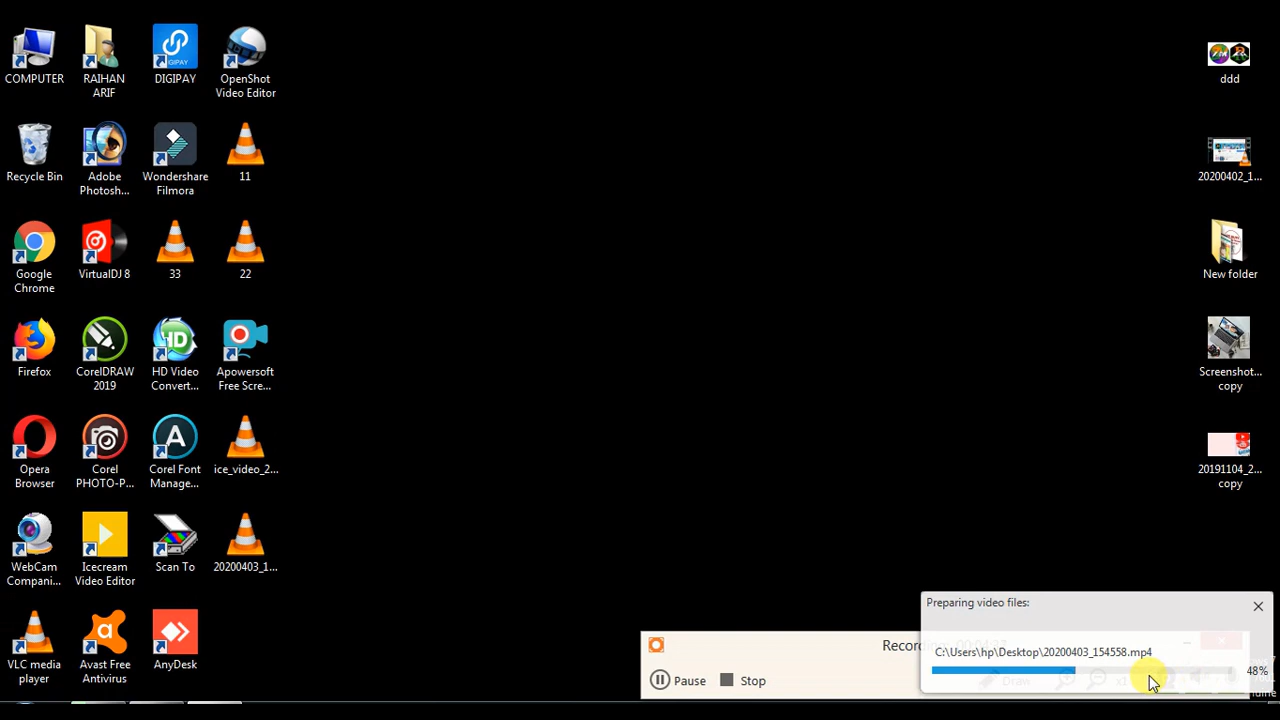 COMPUTER
RAIHAN
ARIF
DIGIPAY
DIGIPAY
OpenShot
Video Editor
ddd
Recycle Bin
Adobe
Photosh...
Wondershare
Filmora
11
20200402_1...
Google
Chrome
VirtualDJ 8
33
22
New folder
Firefox
CorelDRAW
2019
HD
HD Video
Convert...
Apowersoft
Free Scre...
Screenshot...
copy
Opera
Browser
Corel
PHOTO-P...
Corel Font
Manage...
ice_video_2...
20191104_2...
copy
WebCam
Compani...
Icecream
Video Editor
Scan To
20200403_1...
VLC media
player
Avast Free
Antivirus
AnyDesk
Preparing video files:
C:\Users\hp\Desktop\20200403_154558.mp4
48%
Pause
Stop
Draw